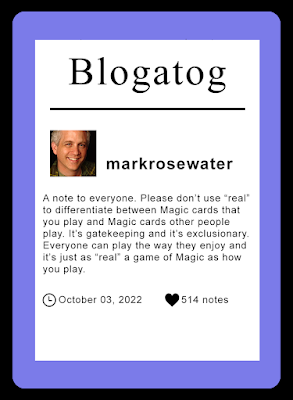 Blogatog
markrosewater
A note to everyone. Please don’t use “real”
to differentiate between Magic cards that
you play and Magic cards other people
play. It’s gatekeeping and it’s exclusionary.
Everyone can play the way they enjoy and
it’s just as “real” a game of Magic as how
you play.
October 03, 2022 514 notes